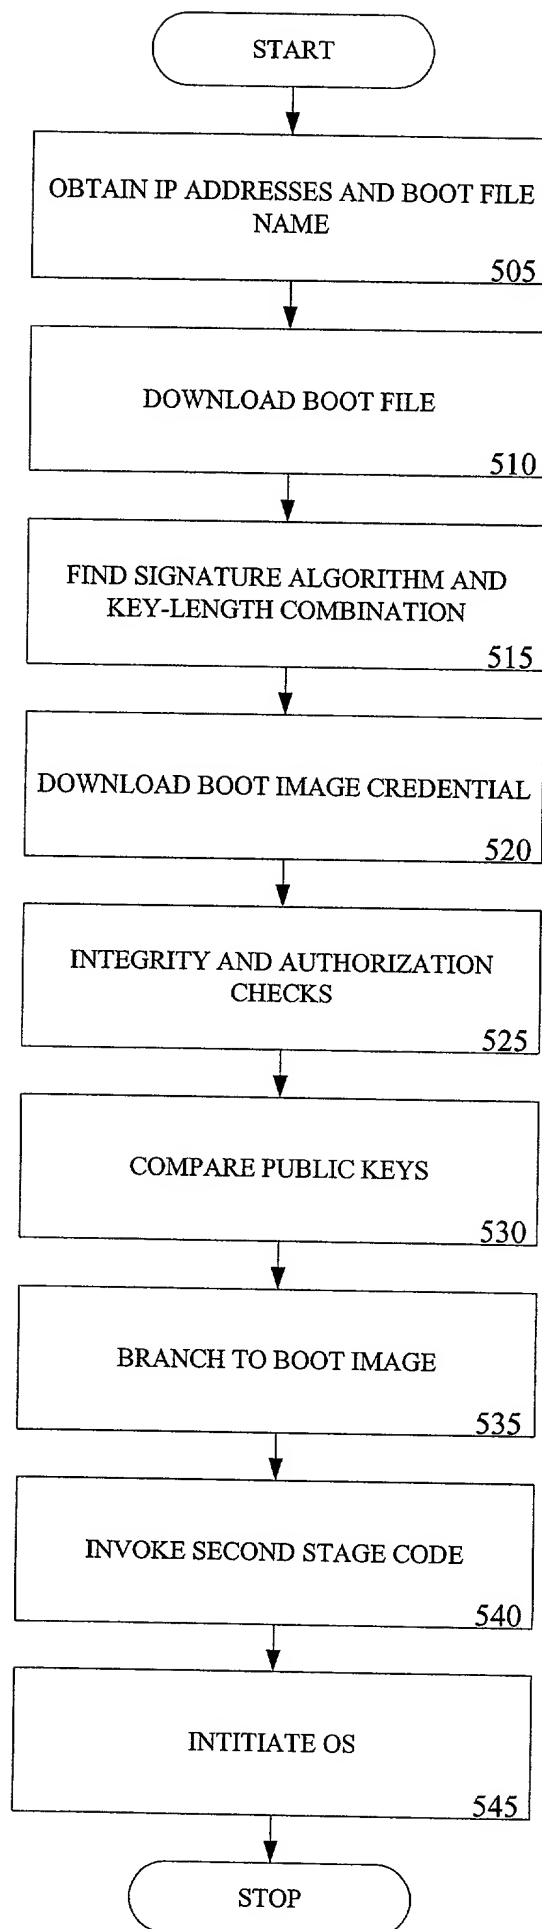 START
OBTAIN IP ADDRESSES AND BOOT FILE
NAME
505
DOWNLOAD BOOT FILE
510
FIND SIGNATURE ALGORITHM AND
KEY-LENGTH COMBINATION
515
DOWNLOAD BOOT IMAGE CREDENTIAL
520
INTEGRITY AND AUTHORIZATION
CHECKS
525
COMPARE PUBLIC KEYS
530
BRANCH TO BOOT IMAGE
535
INVOKE SECOND STAGE CODE
540
INTITIATE OS
545
STOP